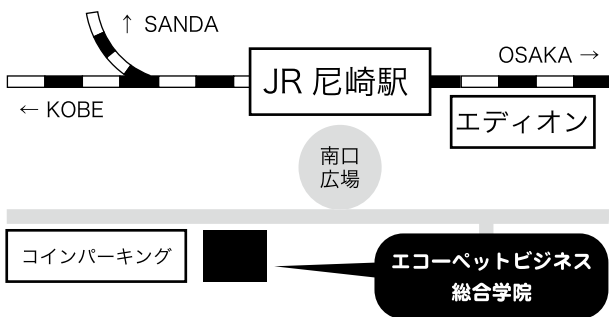 ↑ SANDA
OSAKA →
JR 尼崎駅
← KOBE
エディオン
南口
広場
コインパーキング
エコーペットビジネス
総合学院